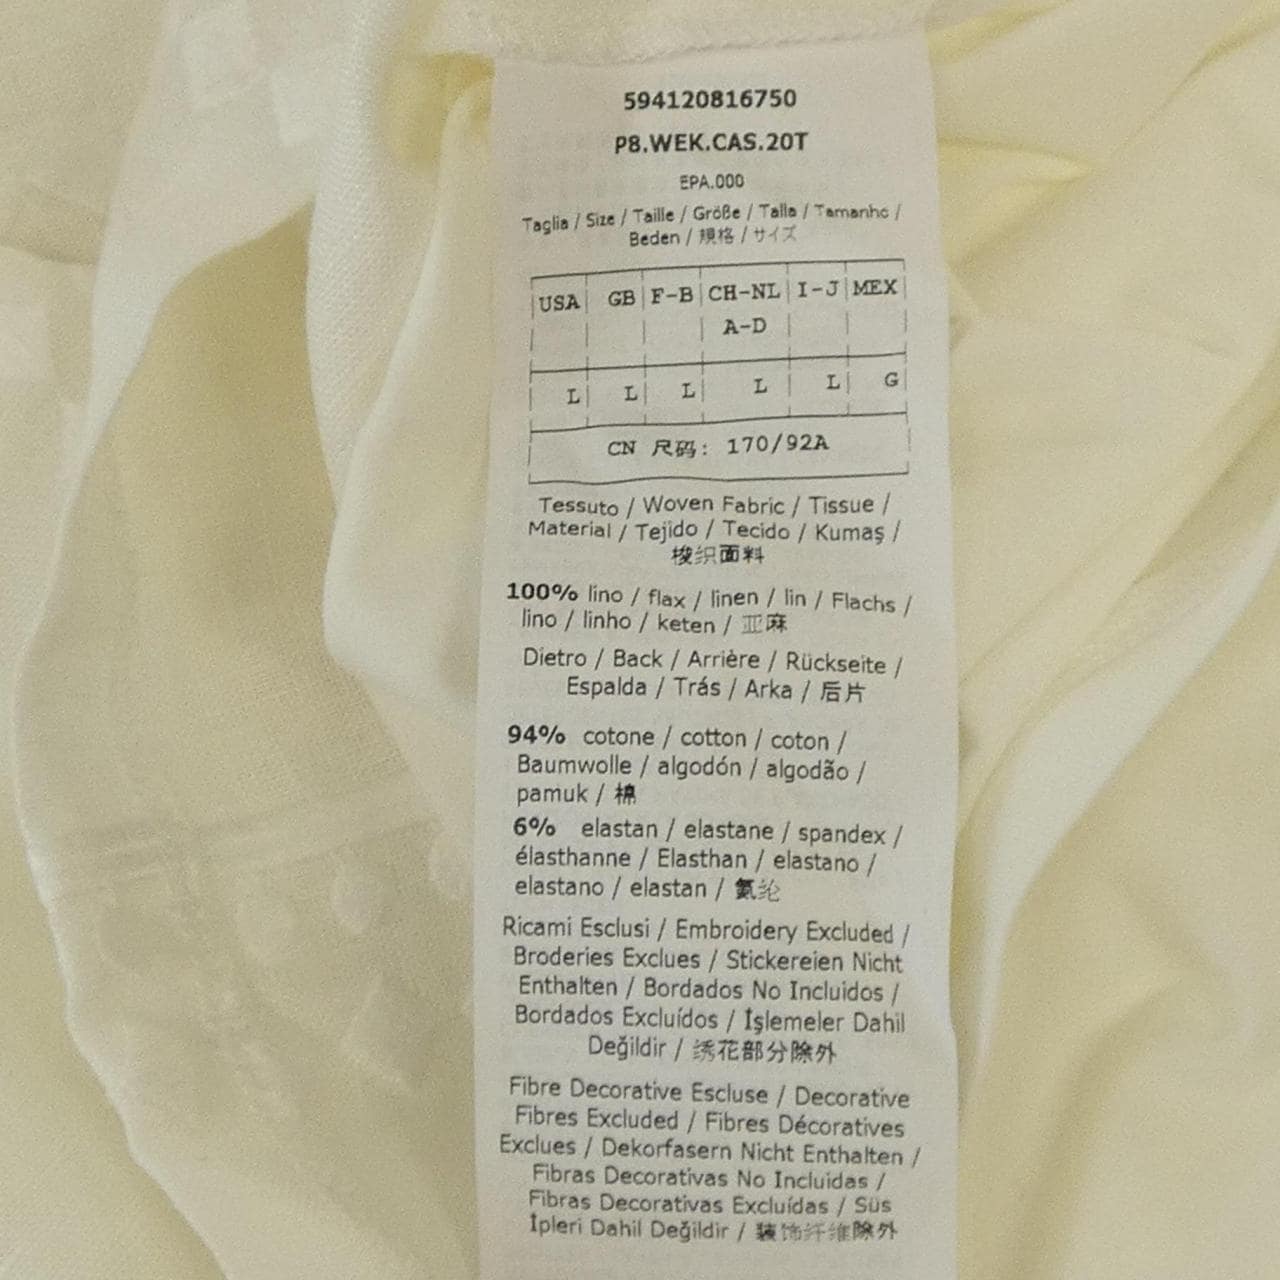 594120816750
P8.WEK.CAS.20T
EPA.000
Taglia / Size / Taille / Größe / Talla / Tamanho /
Beden / 規格 / サイズ
USA GB F-B CH-NL I-J MEX
A-D
L L L L L G
CN 尺码: 170/92A
Tessuto / Woven Fabric / Tissue /
Material / Tejido / Tecido / Kumaş /
梭织面料
100% lino / flax / linen / lin / Flachs /
lino / linho / keten / 亚麻
Dietro / Back / Arrière / Rückseite /
Espalda / Trás / Arka / 后片
94% cotone / cotton / coton /
Baumwolle / algodón / algodão /
pamuk / 棉
6% elastan / elastane / spandex /
élasthanne / Elasthan / elastano /
elastano / elastan / 氨纶
Ricami Esclusi / Embroidery Excluded /
Broderies Exclues / Stickereien Nicht
Enthalten / Bordados No Incluidos /
Bordados Excluídos / İşlemeler Dahil
Değildir / 绣花部分除外
Fibre Decorative Escluse / Decorative
Fibres Excluded / Fibres Décoratives
Exclues / Dekorfasern Nicht Enthalten /
Fibras Decorativas No Incluidas /
Fibras Decorativas Excluídas / Süs
İpleri Dahil Değildir / 装饰纤维除外